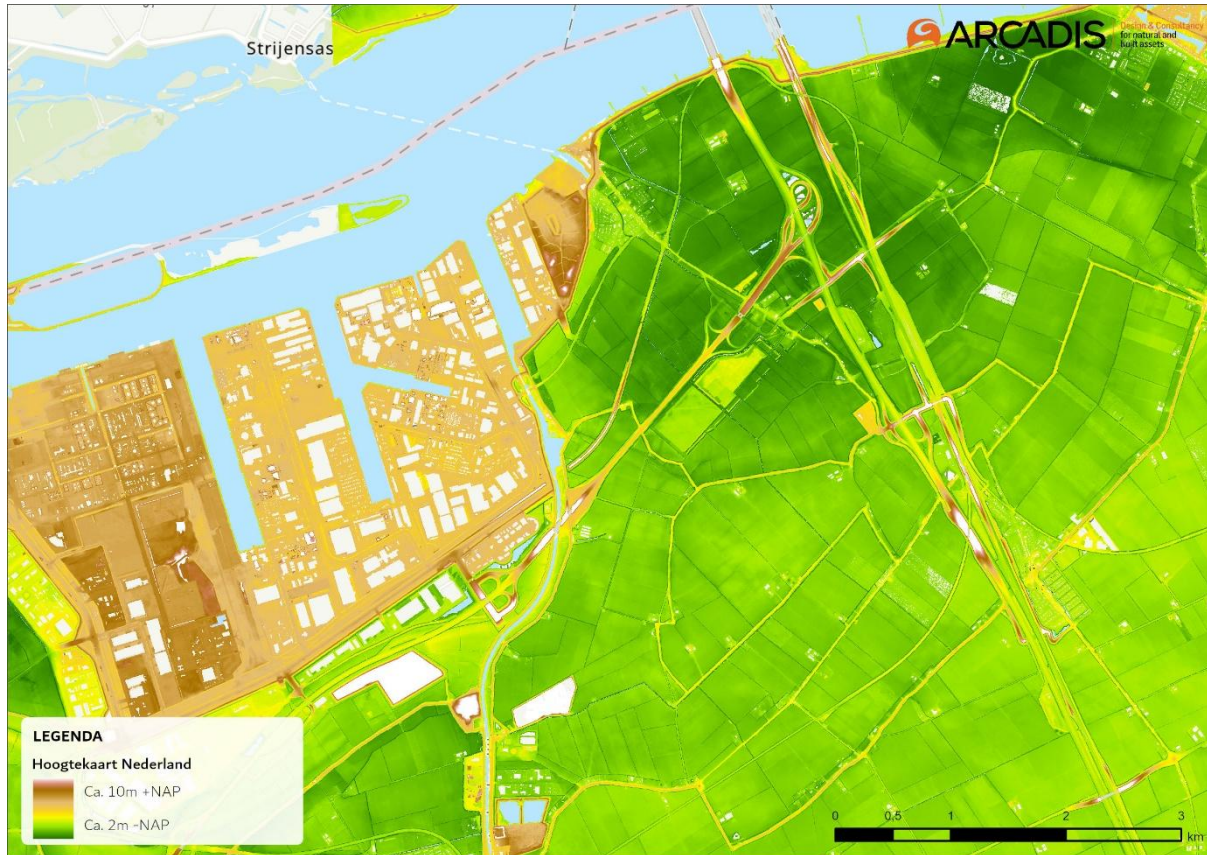 Strijensas
ARCADIS
Design & Consultancy
for natural and
built assets
LEGENDA
Hoogtekaart Nederland
Ca. 10m +NAP
Ca. 2m -NAP
0 0,5 1 2 3
km